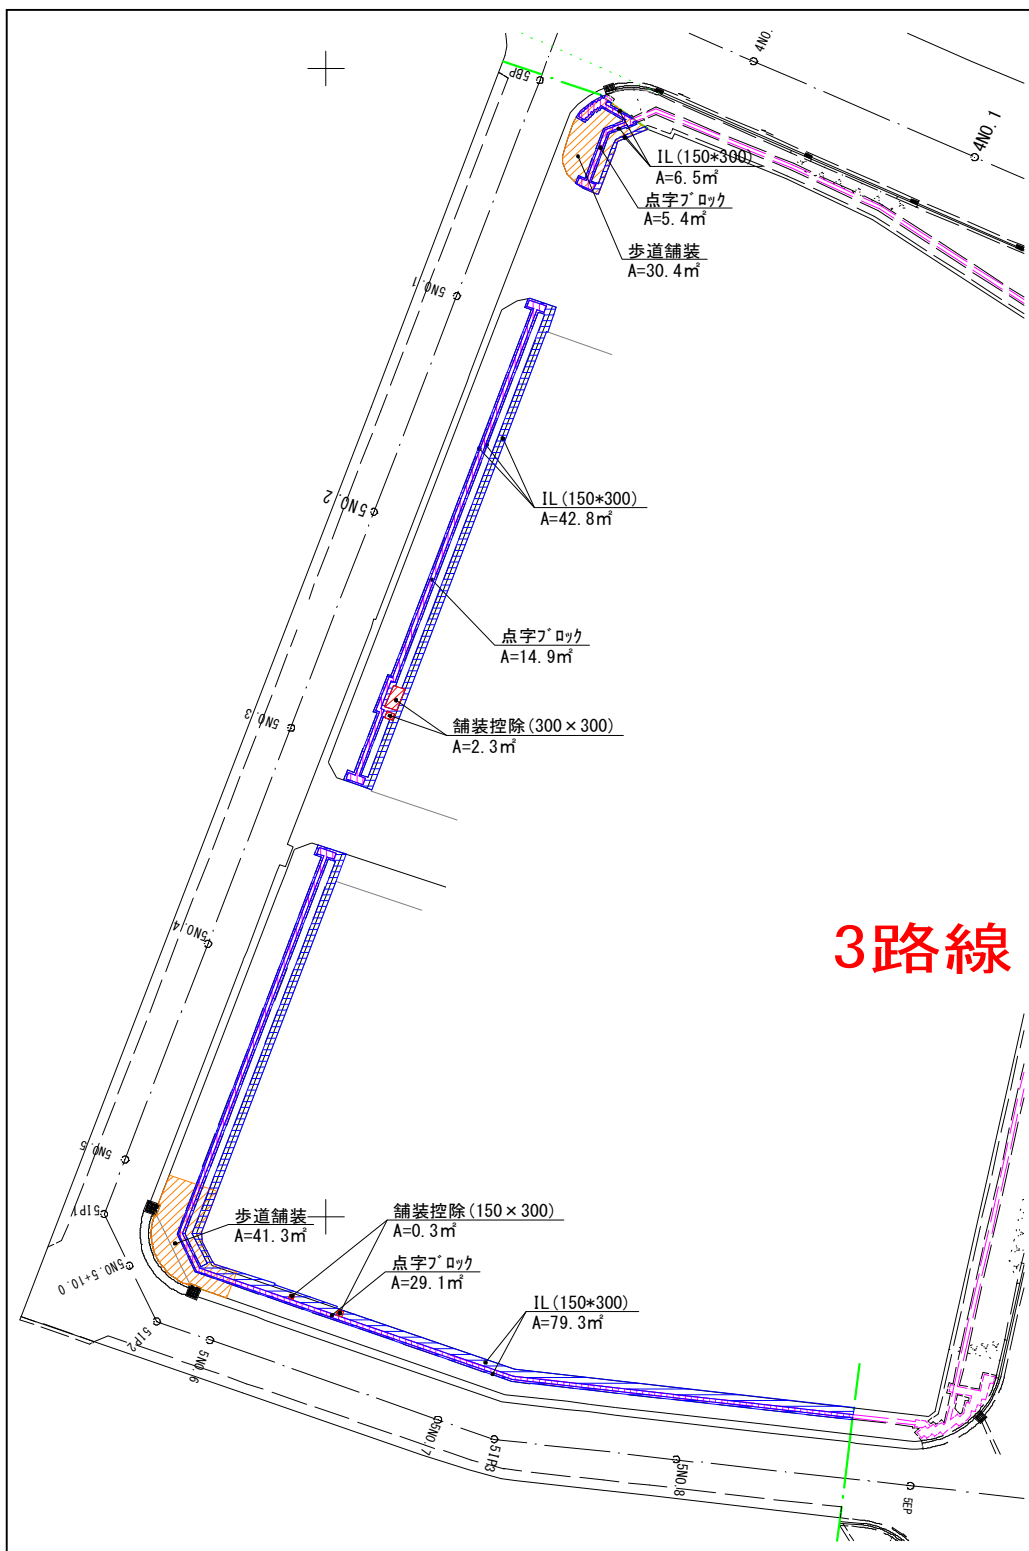 4NO.
4NO.1
5BP
IL(150*300)
A=6.5㎡
点字ブロック
A=5.4㎡
歩道舗装
A=30.4㎡
5NO.1
IL(150*300)
A=42.8㎡
5NO.2
点字ブロック
A=14.9㎡
舗装控除(300×300)
A=2.3㎡
5NO.3
5NO.4
3路線
5NO.5
5IP1
歩道舗装
A=41.3㎡
舗装控除(150×300)
A=0.3㎡
点字ブロック
A=29.1㎡
IL(150*300)
A=79.3㎡
5NO.5+10.0
5IP2
5NO.6
5NO.7
5IP3
5NO.8
5EP